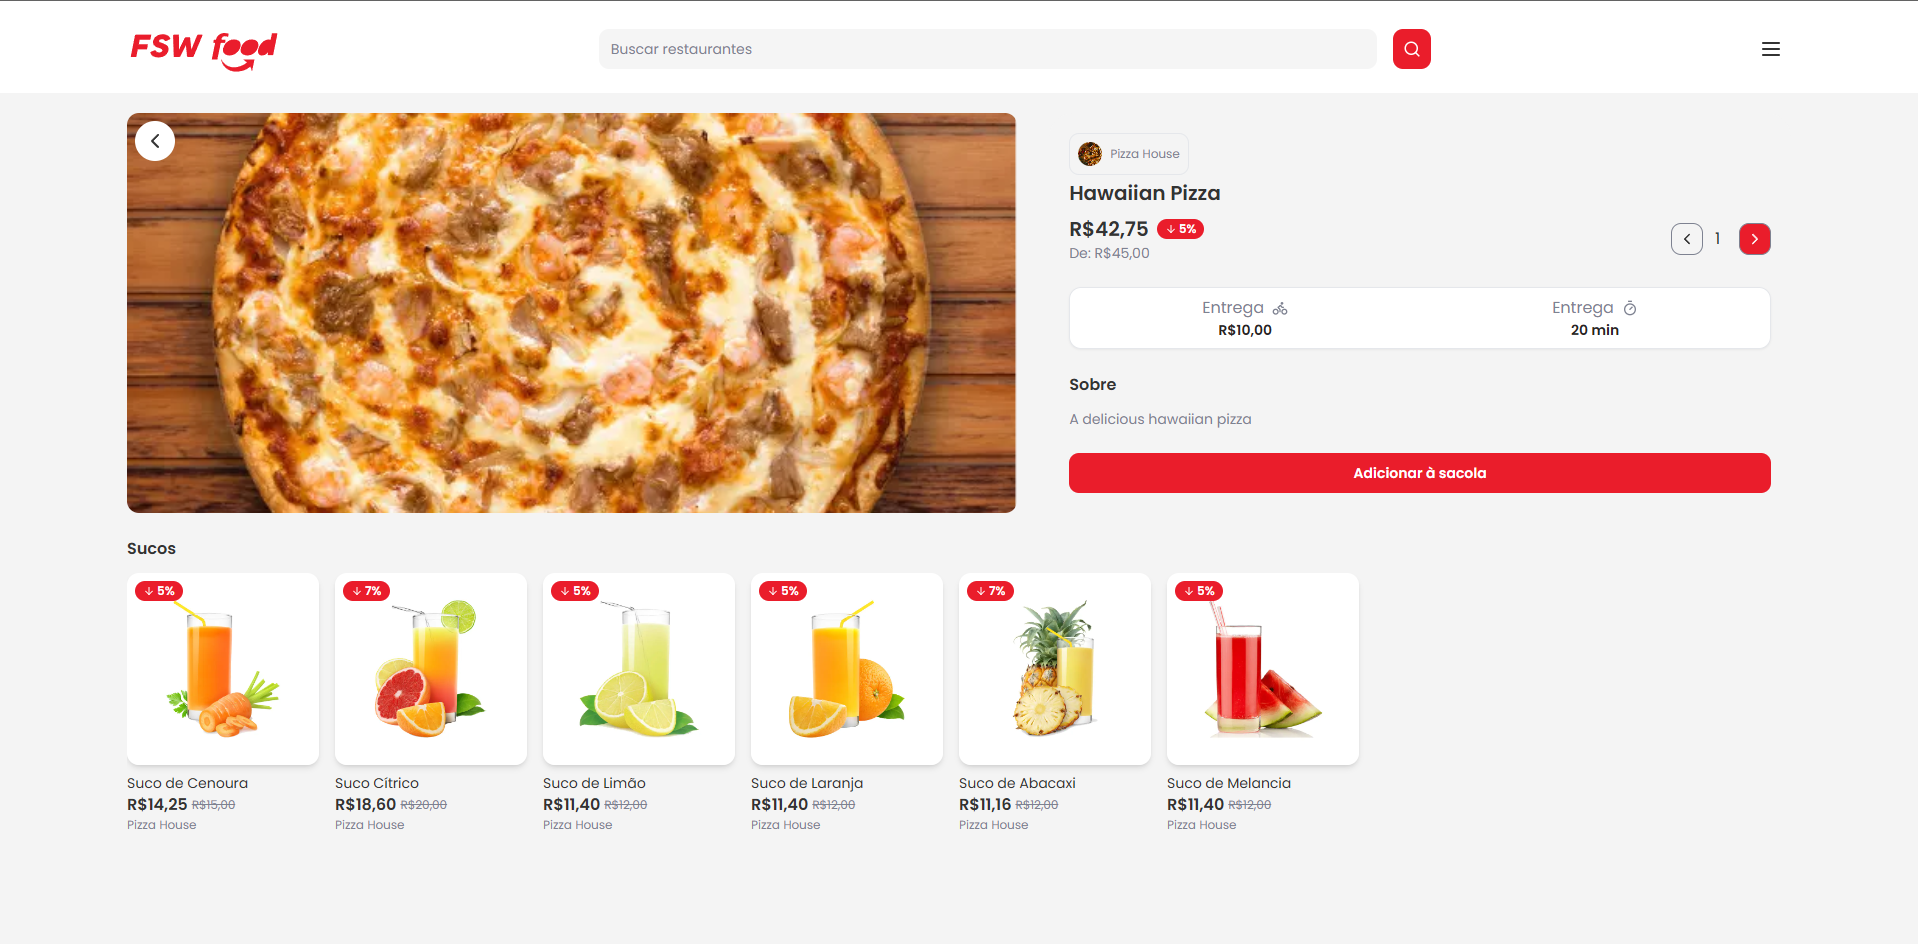 FSW food
Buscar restaurantes
Pizza House
Hawaiian Pizza
R$42,75 ↓ 5%
De: R$45,00
1
Entrega
R$10,00
Entrega
20 min
Sobre
A delicious hawaiian pizza
Adicionar à sacola
Sucos
↓ 5%
Suco de Cenoura
R$14,25 R$15,00
Pizza House
↓ 7%
Suco Cítrico
R$18,60 R$20,00
Pizza House
↓ 5%
Suco de Limão
R$11,40 R$12,00
Pizza House
↓ 5%
Suco de Laranja
R$11,40 R$12,00
Pizza House
↓ 7%
Suco de Abacaxi
R$11,16 R$12,00
Pizza House
↓ 5%
Suco de Melancia
R$11,40 R$12,00
Pizza House